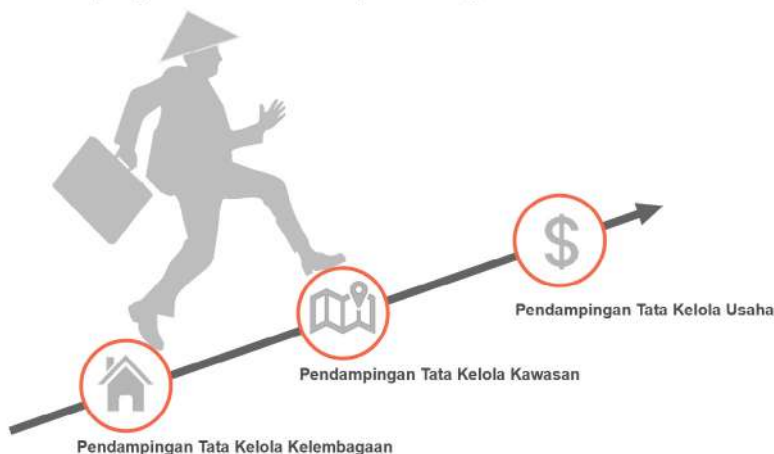 Pendampingan Tata Kelola Usaha
Pendampingan Tata Kelola Kawasan
Pendampingan Tata Kelola Kelembagaan